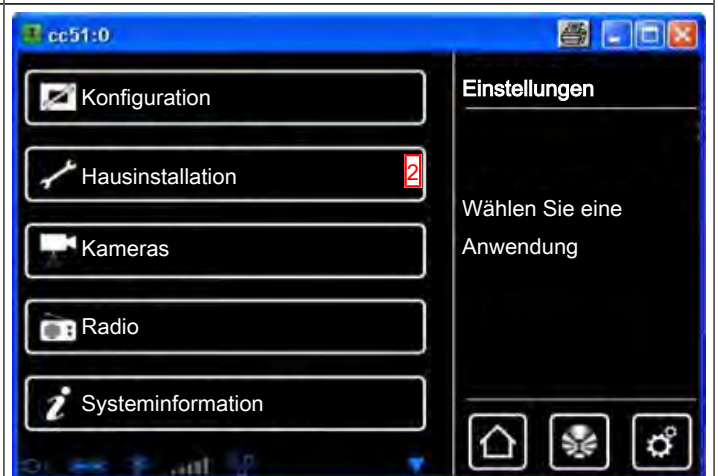 cc51:0
Konfiguration
Hausinstallation 2
Kameras
Radio
Systeminformation
Einstellungen
Wählen Sie eine
Anwendung